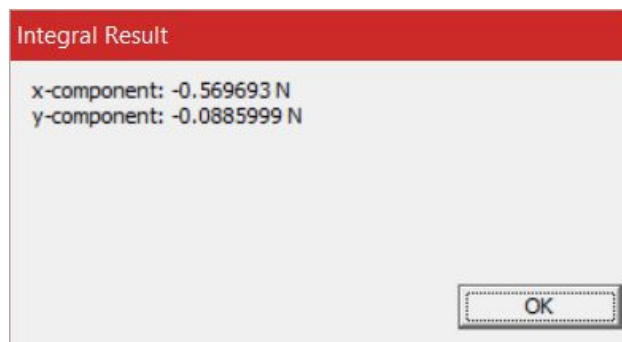 Integral Result
x-component: -0.569693 N
y-component: -0.0885999 N
OK